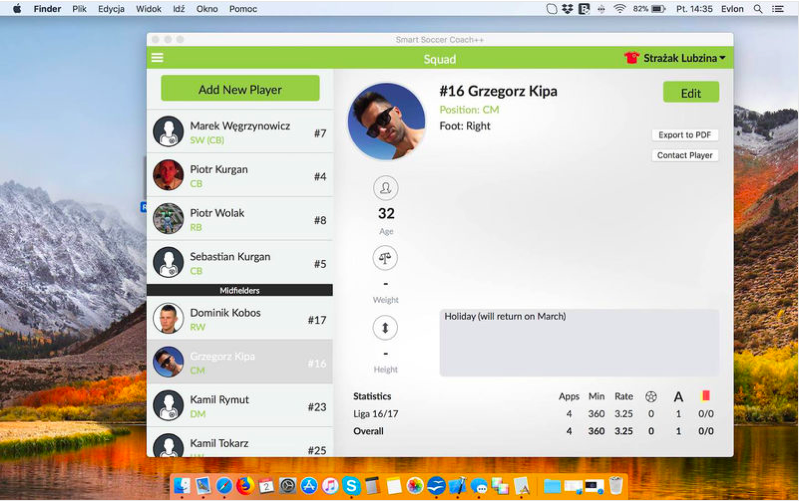 Finder Plik Edycja Widok Idź Okno Pomoc 82% Pt. 14:35 Evlon
Smart Soccer Coach++
Squad
Strażak Lubzina
Add New Player
Marek Węgrzynowicz
SW (CB)
#7
Piotr Kurgan
CB
#4
Piotr Wolak
RB
#8
Sebastian Kurgan
CB
#5
Midfielders
Dominik Kobos
RW
#17
Grzegorz Kipa
CM
#16
Kamil Rymut
DM
#23
Kamil Tokarz
#25
#16 Grzegorz Kipa
Position: CM
Foot: Right
Edit
Export to PDF
Contact Player
32
Age
-
Weight
-
Height
Holiday (will return on March)
Statistics Apps Min Rate A
Liga 16/17 4 360 3.25 0 1 0/0
Overall 4 360 3.25 0 1 0/0